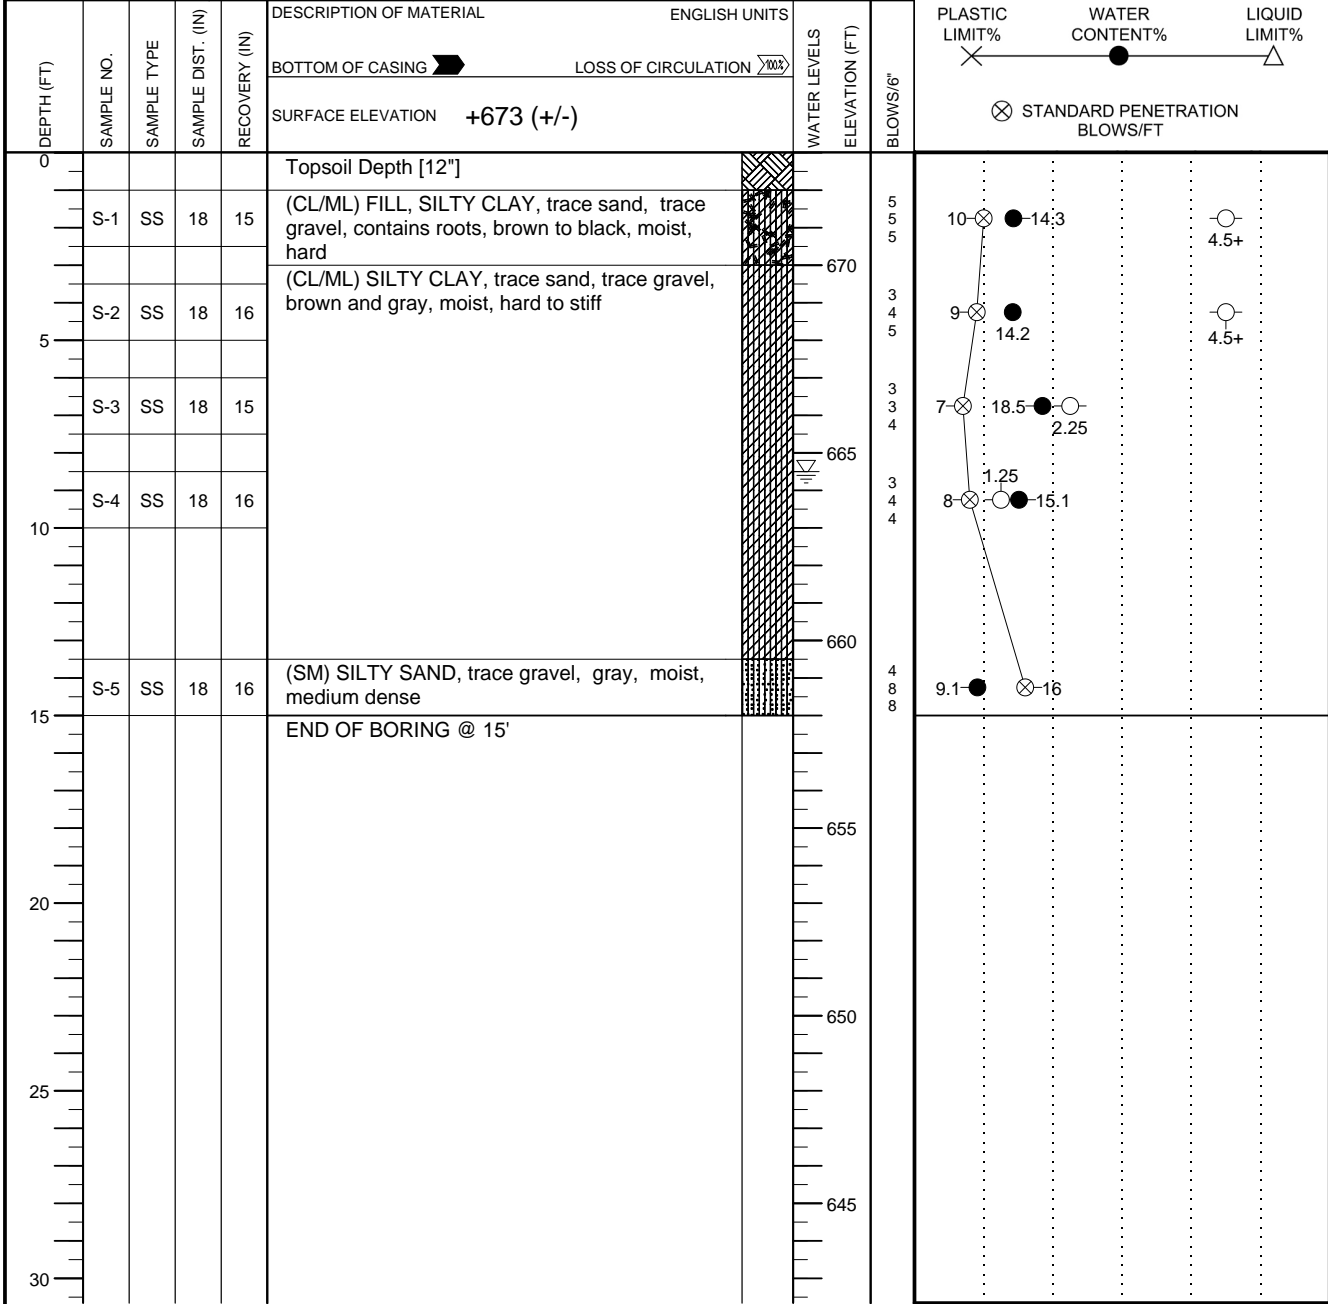 DEPTH (FT)
SAMPLE NO.
SAMPLE TYPE
SAMPLE DIST. (IN)
RECOVERY (IN)
DESCRIPTION OF MATERIAL ENGLISH UNITS
BOTTOM OF CASING LOSS OF CIRCULATION 100%
SURFACE ELEVATION +673 (+/-)
WATER LEVELS
ELEVATION (FT)
BLOWS/6"
PLASTIC LIMIT%
WATER CONTENT%
LIQUID LIMIT%
STANDARD PENETRATION
BLOWS/FT
0
Topsoil Depth [12"]
S-1 SS 18 15
(CL/ML) FILL, SILTY CLAY, trace sand, trace
gravel, contains roots, brown to black, moist,
hard
5
5
5
10 14.3
4.5+
670
(CL/ML) SILTY CLAY, trace sand, trace gravel,
brown and gray, moist, hard to stiff
S-2 SS 18 16
3
4
5
9
14.2
4.5+
5
S-3 SS 18 15
3
3
4
7 18.5
2.25
665
S-4 SS 18 16
3
4
4
1.25
8 15.1
10
660
(SM) SILTY SAND, trace gravel, gray, moist,
medium dense
S-5 SS 18 16
4
8
8
9.1 16
15
END OF BORING @ 15'
655
20
650
25
645
30